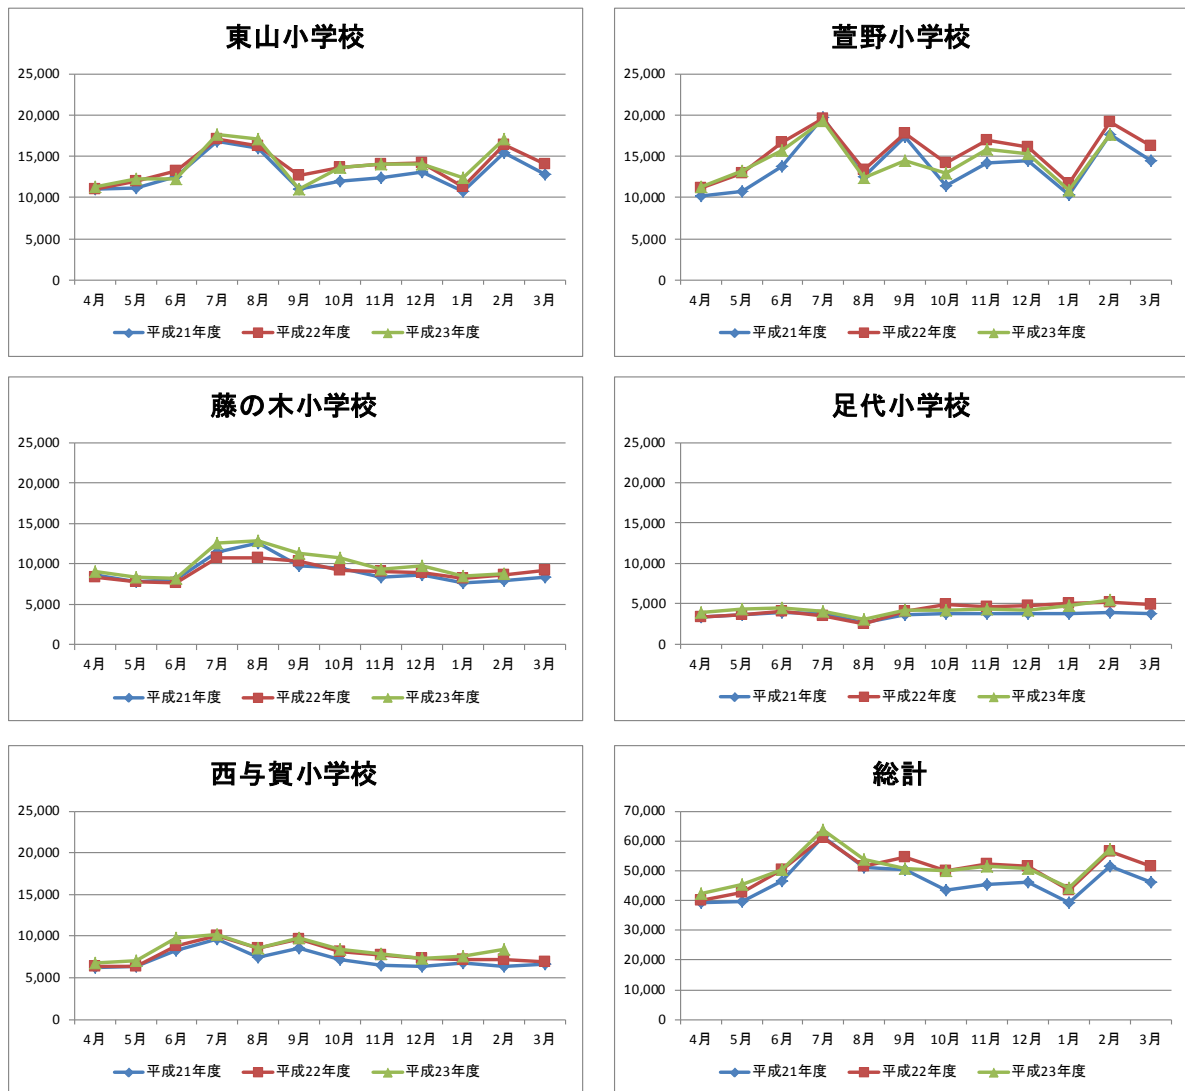 東山小学校
25,000
20,000
15,000
10,000
5,000
0
4月 5月 6月 7月 8月 9月 10月 11月 12月 1月 2月 3月
平成21年度 平成22年度 平成23年度
萱野小学校
25,000
20,000
15,000
10,000
5,000
0
4月 5月 6月 7月 8月 9月 10月 11月 12月 1月 2月 3月
平成21年度 平成22年度 平成23年度
藤の木小学校
25,000
20,000
15,000
10,000
5,000
0
4月 5月 6月 7月 8月 9月 10月 11月 12月 1月 2月 3月
平成21年度 平成22年度 平成23年度
足代小学校
25,000
20,000
15,000
10,000
5,000
0
4月 5月 6月 7月 8月 9月 10月 11月 12月 1月 2月 3月
平成21年度 平成22年度 平成23年度
西与賀小学校
25,000
20,000
15,000
10,000
5,000
0
4月 5月 6月 7月 8月 9月 10月 11月 12月 1月 2月 3月
平成21年度 平成22年度 平成23年度
総計
70,000
60,000
50,000
40,000
30,000
20,000
10,000
0
4月 5月 6月 7月 8月 9月 10月 11月 12月 1月 2月 3月
平成21年度 平成22年度 平成23年度